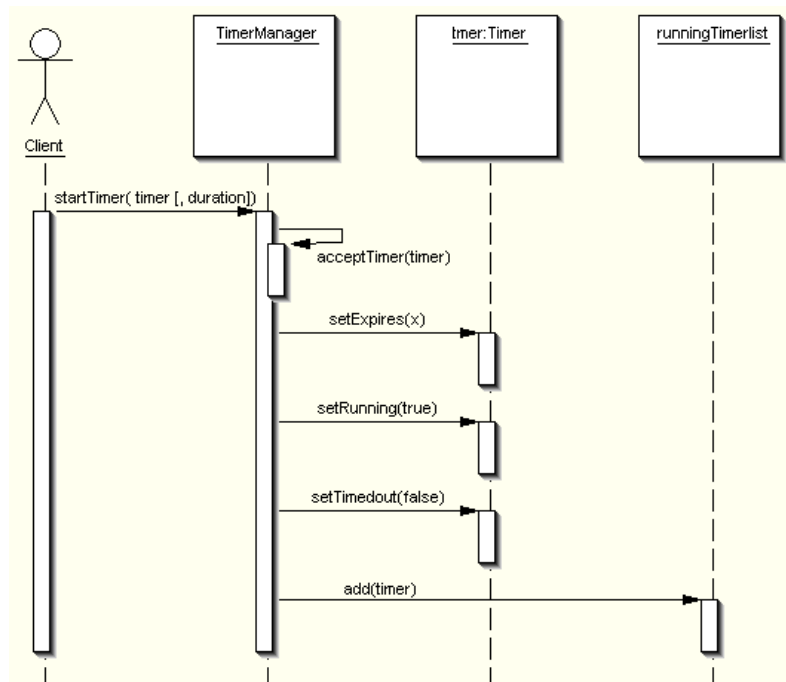 TimerManager
tmer:Timer
runningTimerlist
Client
startTimer( timer [, duration])
acceptTimer(timer)
setExpires(x)
setRunning(true)
setTimedout(false)
add(timer)